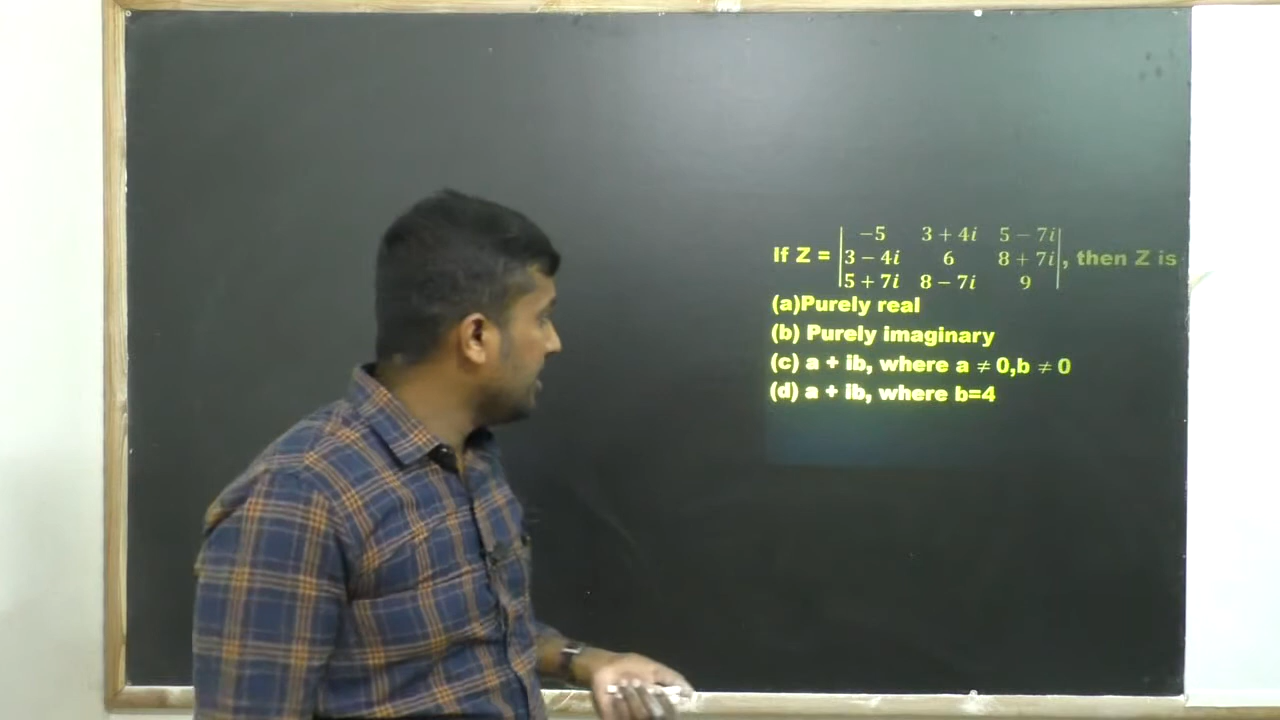 −5 3 + 4i 5 − 7i
If Z = |3 − 4i 6 8 + 7i|, then Z is
5 + 7i 8 − 7i 9
(a)Purely real
(b) Purely imaginary
(c) a + ib, where a ≠ 0,b ≠ 0
(d) a + ib, where b=4